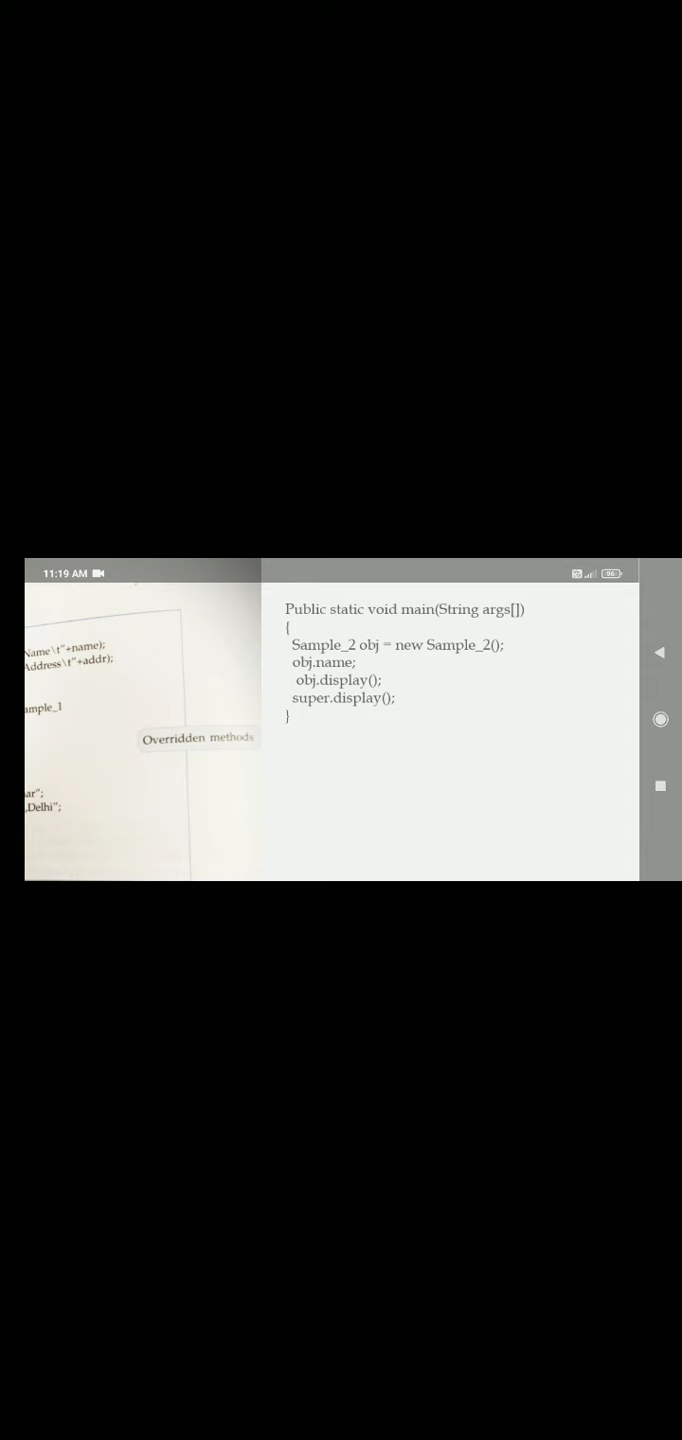 11:19 AM
96
Name\t"+name);
Address\t"+addr);
ample_1
Overridden methods
ar";
,Delhi";
Public static void main(String args[])
{
Sample_2 obj = new Sample_2();
obj.name;
obj.display();
super.display();
}